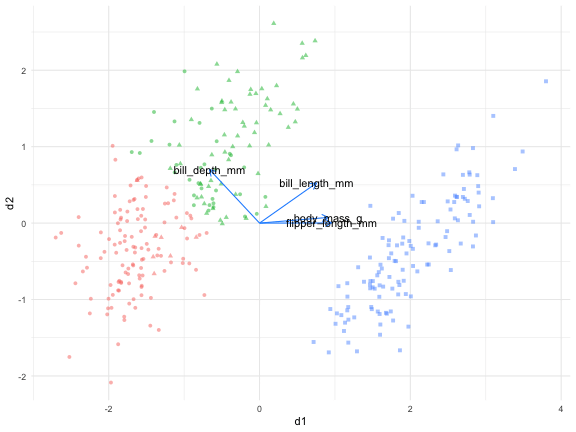 d2
2
1
0
-1
-2
bill_depth_mm
bill_length_mm
body_mass_g
flipper_length_mm
-2
0
2
4
d1